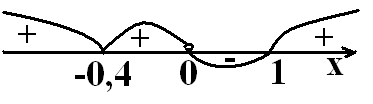 + + - +
-0,4 0 1 x